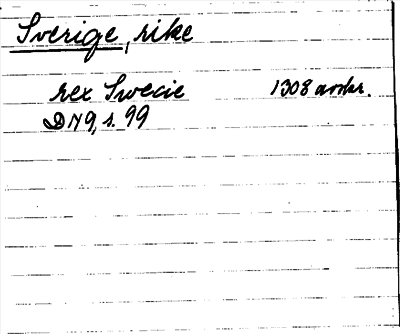 Sverige, rike
rex Swecie 1308 avskr.
DN 9, s. 99